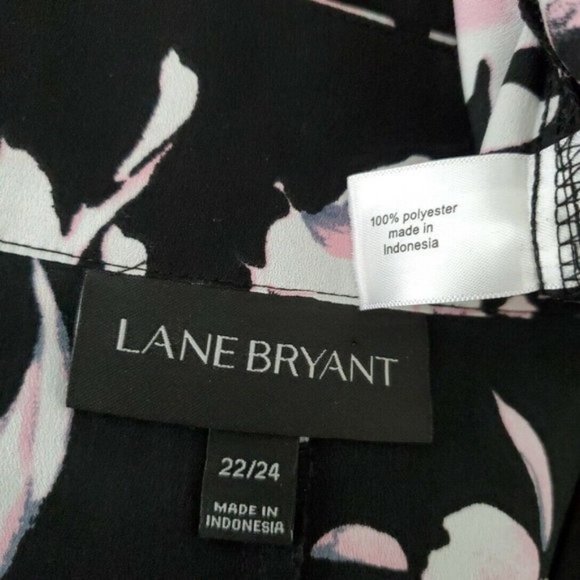 100% polyester
made in
Indonesia
LANE BRYANT
22/24
MADE IN
INDONESIA